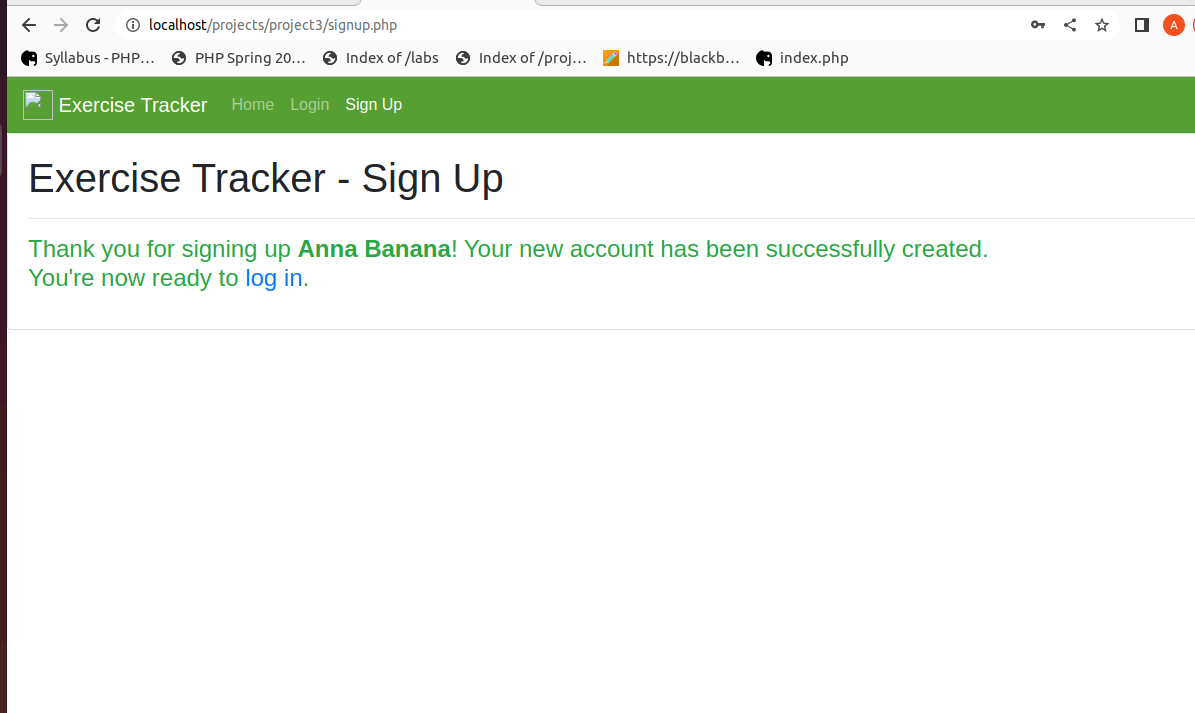 localhost/projects/project3/signup.php
A
Syllabus - PHP... PHP Spring 20... Index of /labs Index of /proj... https://blackb... index.php
Exercise Tracker Home Login Sign Up
Exercise Tracker - Sign Up
Thank you for signing up Anna Banana! Your new account has been successfully created.
You're now ready to log in.